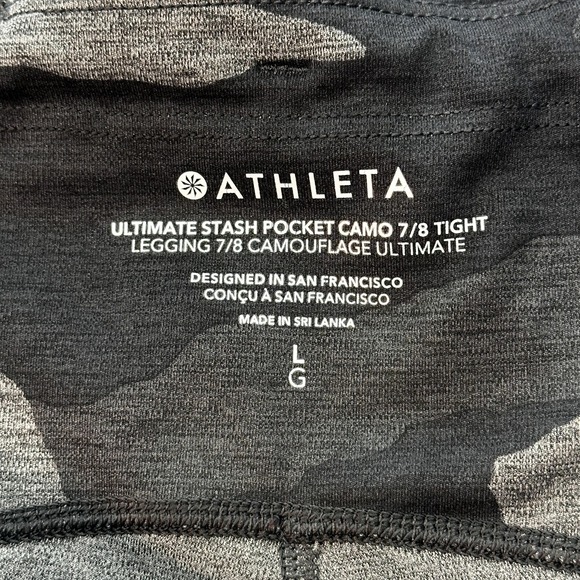 ATHLETA
ULTIMATE STASH POCKET CAMO 7/8 TIGHT
LEGGING 7/8 CAMOUFLAGE ULTIMATE
DESIGNED IN SAN FRANCISCO
CONÇU À SAN FRANCISCO
MADE IN SRI LANKA
L
G